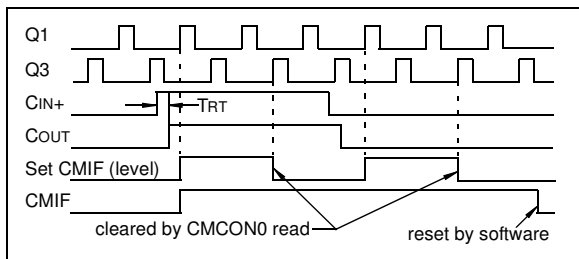 Q1
Q3
CIN+
TRT
COUT
Set CMIF (level)
CMIF
cleared by CMCON0 read
reset by software